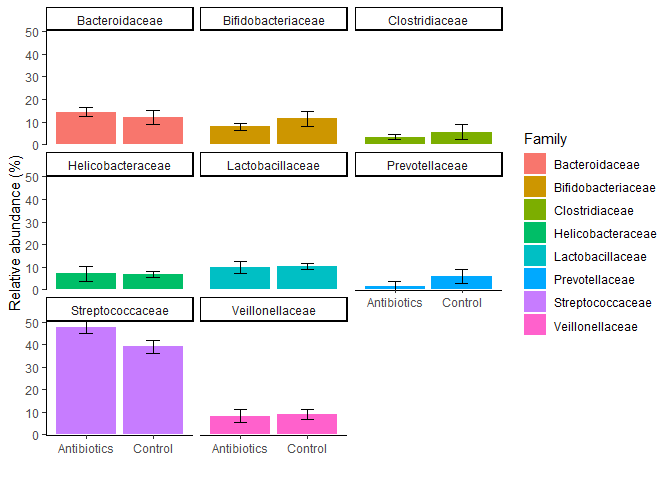 Bacteroidaceae Bifidobacteriaceae Clostridiaceae
50
40
30
20
10
0
Helicobacteraceae Lactobacillaceae Prevotellaceae
50
40
30
20
10
0
Antibiotics Control
Streptococcaceae Veillonellaceae
50
40
30
20
10
0
Antibiotics Control Antibiotics Control
Relative abundance (%)
Family
Bacteroidaceae
Bifidobacteriaceae
Clostridiaceae
Helicobacteraceae
Lactobacillaceae
Prevotellaceae
Streptococcaceae
Veillonellaceae